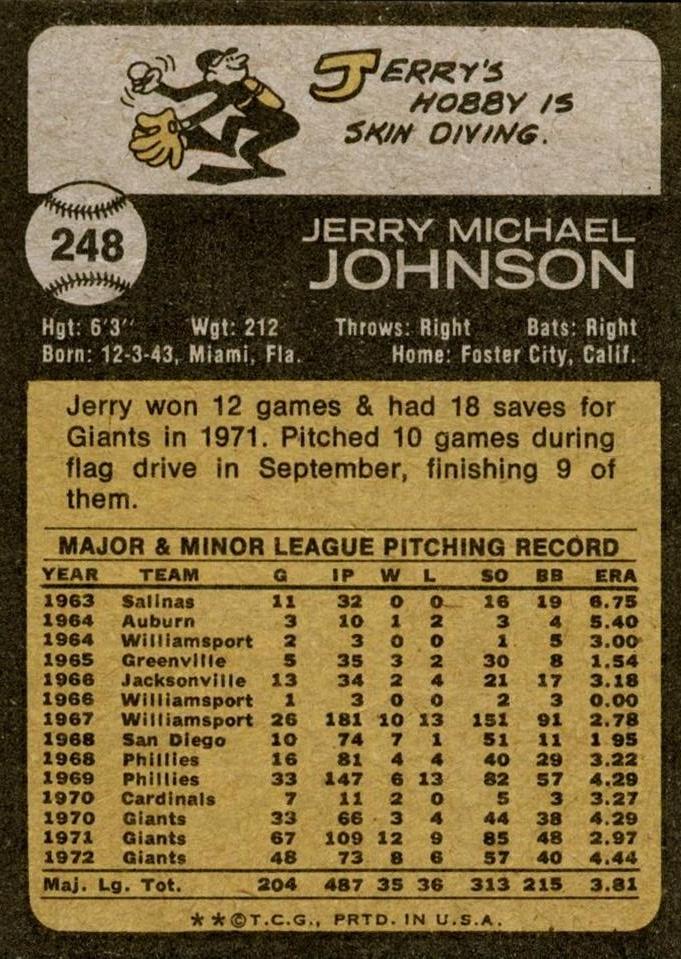 JERRY'S
HOBBY IS
SKIN DIVING.
248
JERRY MICHAEL
JOHNSON
Hgt: 6'3" Wgt: 212 Throws: Right Bats: Right
Born: 12-3-43, Miami, Fla. Home: Foster City, Calif.
Jerry won 12 games & had 18 saves for
Giants in 1971. Pitched 10 games during
flag drive in September, finishing 9 of
them.
MAJOR & MINOR LEAGUE PITCHING RECORD
YEAR TEAM G IP W L SO BB ERA
1963 Salinas 11 32 0 0 16 19 6.75
1964 Auburn 3 10 1 2 3 4 5.40
1964 Williamsport 2 3 0 0 1 5 3.00
1965 Greenville 5 35 3 2 30 8 1.54
1966 Jacksonville 13 34 2 4 21 17 3.18
1966 Williamsport 1 3 0 0 2 3 0.00
1967 Williamsport 26 181 10 13 151 91 2.78
1968 San Diego 10 74 7 1 51 11 1 95
1968 Phillies 16 81 4 4 40 29 3.22
1969 Phillies 33 147 6 13 82 57 4.29
1970 Cardinals 7 11 2 0 5 3 3.27
1970 Giants 33 66 3 4 44 38 4.29
1971 Giants 67 109 12 9 85 48 2.97
1972 Giants 48 73 8 6 57 40 4.44
Maj. Lg. Tot. 204 487 35 36 313 215 3.81
**©T.C.G., PRTD. IN U.S.A.